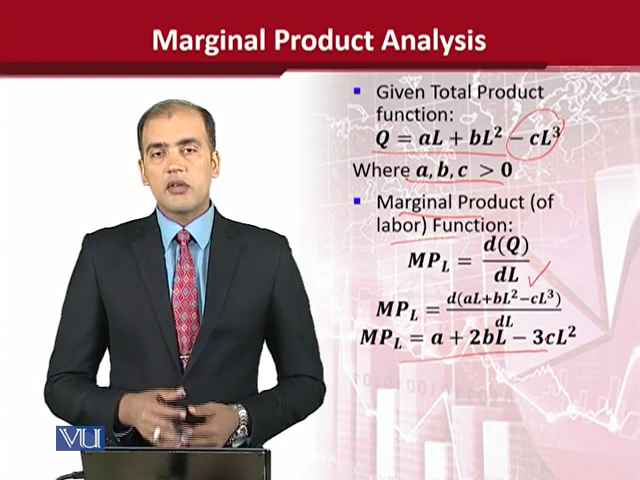 Marginal Product Analysis
Given Total Product
function:
Q = aL + bL² − cL³
Where a, b, c > 0
Marginal Product (of
labor) Function:
MP_L = d(Q)/dL
MP_L = d(aL+bL²−cL³)/dL
MP_L = a + 2bL − 3cL²
VU